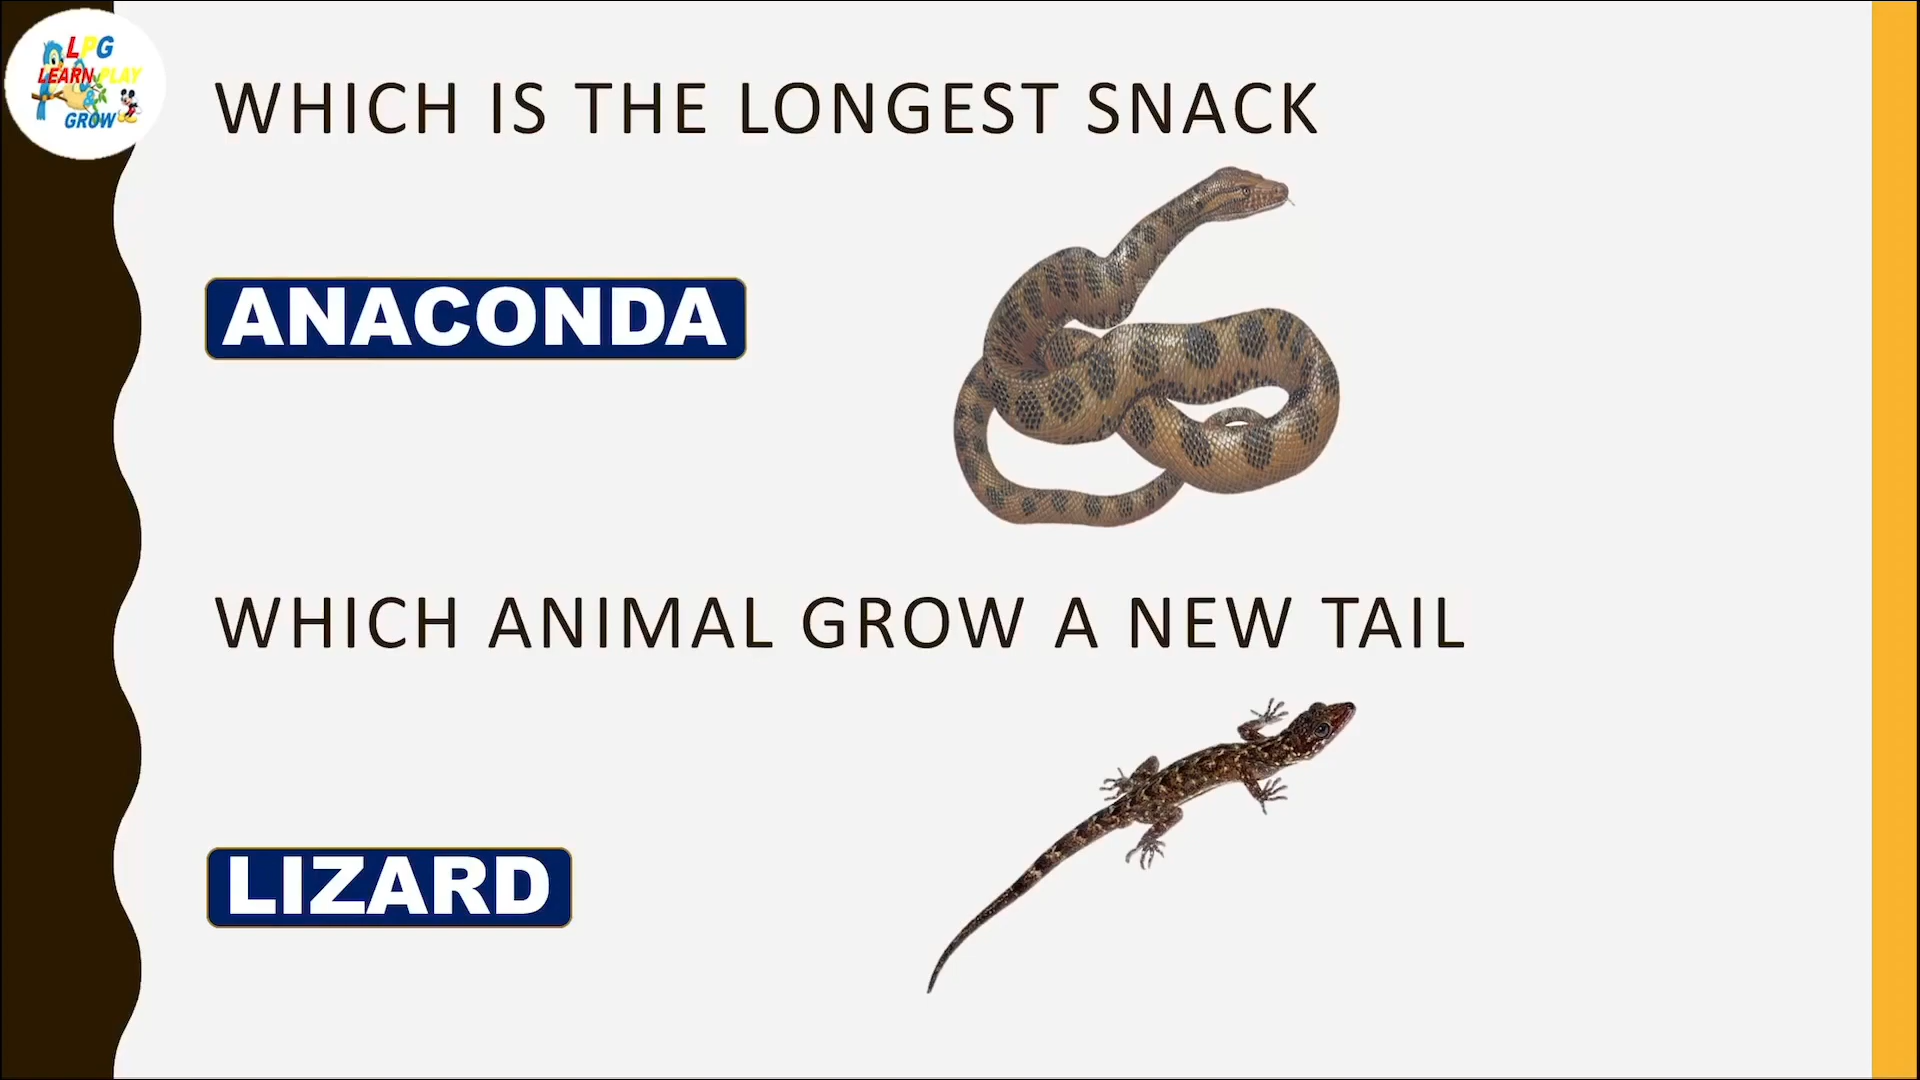 LPG
LEARN PLAY
&
GROW
WHICH IS THE LONGEST SNACK
ANACONDA
WHICH ANIMAL GROW A NEW TAIL
LIZARD